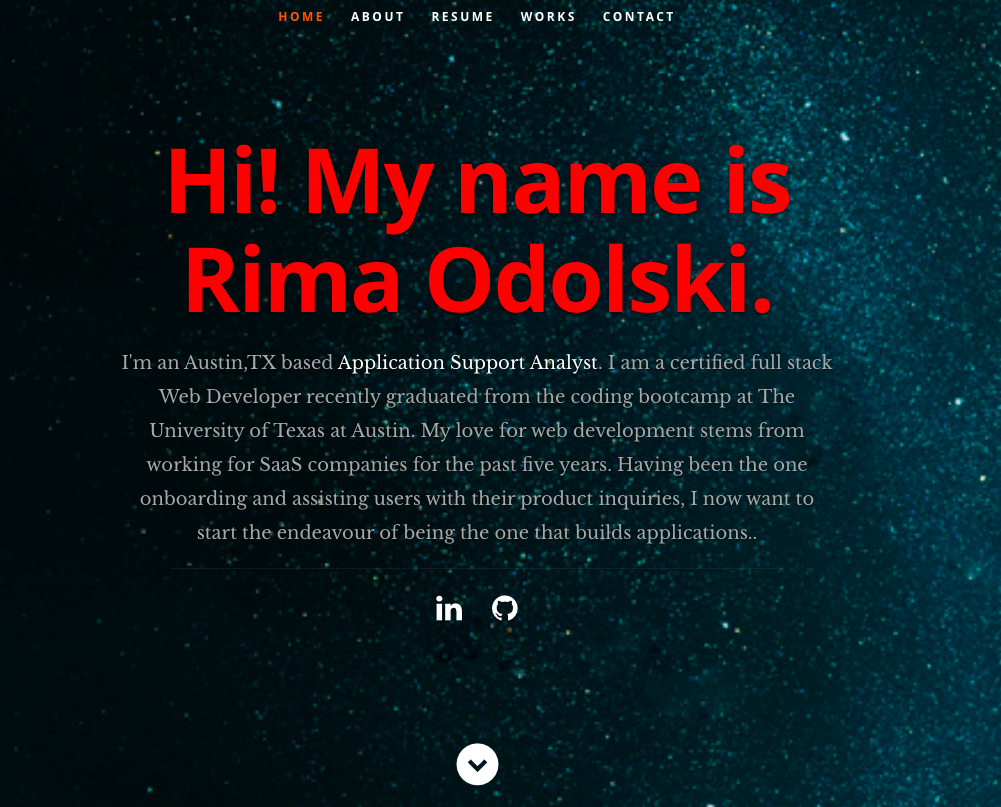 HOME ABOUT RESUME WORKS CONTACT
Hi! My name is
Rima Odolski.
I'm an Austin,TX based Application Support Analyst. I am a certified full stack
Web Developer recently graduated from the coding bootcamp at The
University of Texas at Austin. My love for web development stems from
working for SaaS companies for the past five years. Having been the one
onboarding and assisting users with their product inquiries, I now want to
start the endeavour of being the one that builds applications..
in